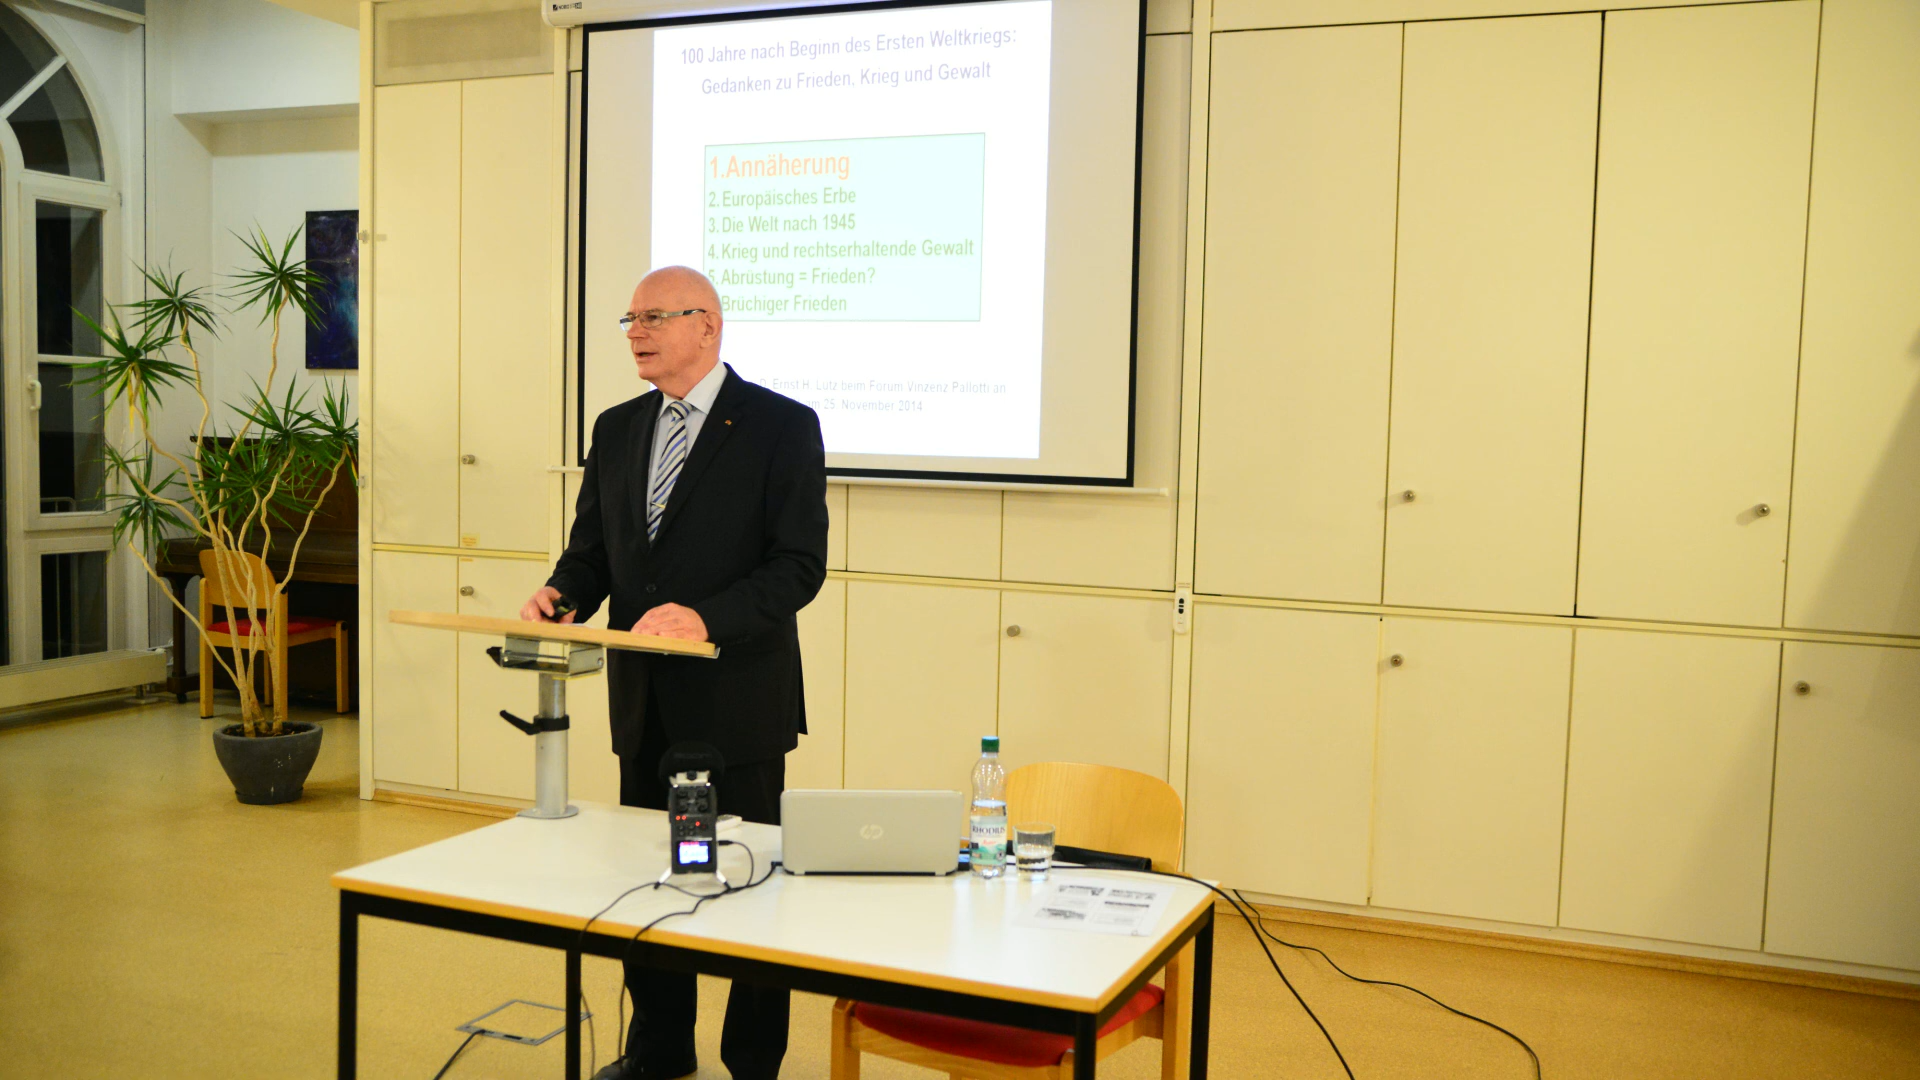 100 Jahre nach Beginn des Ersten Weltkriegs:
Gedanken zu Frieden, Krieg und Gewalt
1. Annäherung
2. Europäisches Erbe
3. Die Welt nach 1945
4. Krieg und rechtserhaltende Gewalt
5. Abrüstung = Frieden?
Brüchiger Frieden
Ernst H. Lutz beim Forum Vinzenz Pallotti an
am 25. November 2014
hp
RHODIUS